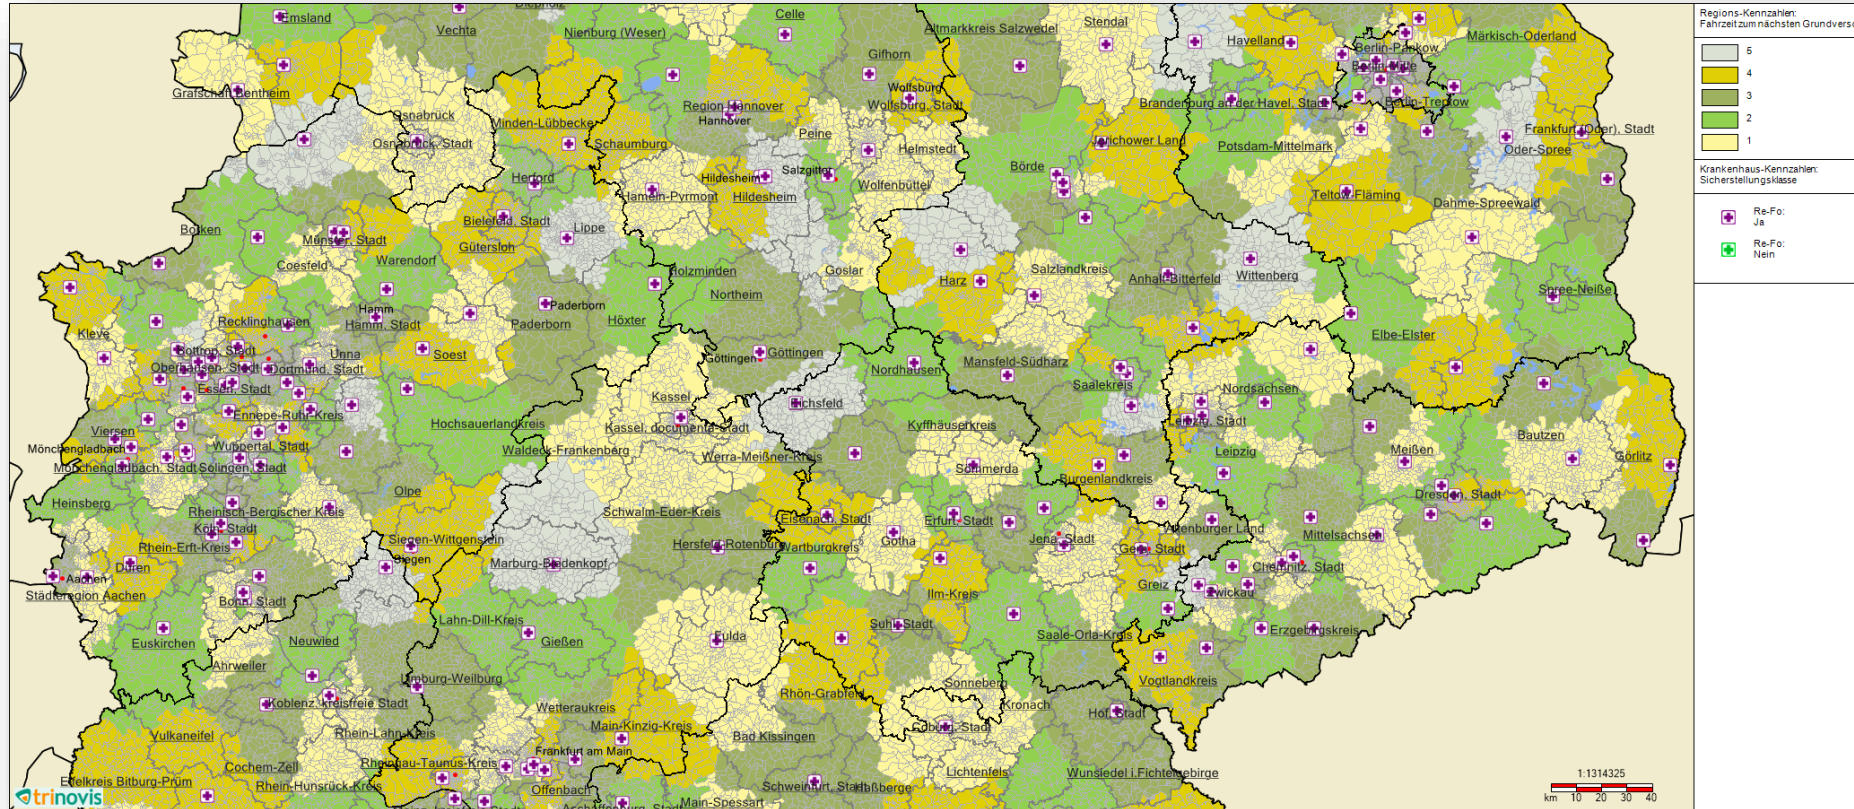 Emsland
Diepholz
Vechta
Nienburg (Weser)
Celle
Gifhorn
Altmarkkreis Salzwedel
Stendal
Havelland
Berlin-Pankow
Berlin-Mitte
Märkisch-Oderland
Grafschaft Bentheim
Osnabrück
Osnabrück, Stadt
Minden-Lübbecke
Schaumburg
Region Hannover
Hannover
Peine
Wolfsburg
Wolfsburg, Stadt
Helmstedt
Brandenburg an der Havel, Stadt
Berlin-Treptow
Jerichower Land
Potsdam-Mittelmark
Frankfurt (Oder), Stadt
Oder-Spree
Herford
Hameln-Pyrmont
Hildesheim
Hildesheim
Salzgitter
Wolfenbüttel
Börde
Teltow-Fläming
Dahme-Spreewald
Borken
Münster, Stadt
Bielefeld, Stadt
Gütersloh
Lippe
Coesfeld
Warendorf
Holzminden
Goslar
Harz
Salzlandkreis
Anhalt-Bitterfeld
Wittenberg
Spree-Neiße
Northeim
Kleve
Recklinghausen
Hamm
Hamm, Stadt
Paderborn
Paderborn
Höxter
Elbe-Elster
Bottrop, Stadt
Unna
Soest
Oberhausen, Stadt
Dortmund, Stadt
Göttingen
Göttingen
Nordhausen
Mansfeld-Südharz
Saalekreis
Nordsachsen
Essen, Stadt
Ennepe-Ruhr-Kreis
Kassel
Kassel, documenta-Stadt
Eichsfeld
Hochsauerlandkreis
Kyffhäuserkreis
Leipzig, Stadt
Viersen
Mönchengladbach
Mönchengladbach, Stadt
Wuppertal, Stadt
Solingen, Stadt
Waldeck-Frankenberg
Werra-Meißner-Kreis
Sömmerda
Burgenlandkreis
Leipzig
Meißen
Bautzen
Görlitz
Heinsberg
Olpe
Rheinisch-Bergischer Kreis
Schwalm-Eder-Kreis
Dresden, Stadt
Köln, Stadt
Rhein-Erft-Kreis
Siegen-Wittgenstein
Siegen
Eisenach, Stadt
Erfurt, Stadt
Altenburger Land
Mittelsachsen
Hersfeld-Rotenburg
Wartburgkreis
Gotha
Jena, Stadt
Gera, Stadt
Düren
Aachen
Städteregion Aachen
Marburg-Biedenkopf
Chemnitz, Stadt
Greiz
Zwickau
Bonn, Stadt
Ilm-Kreis
Euskirchen
Neuwied
Lahn-Dill-Kreis
Gießen
Fulda
Suhl, Stadt
Saale-Orla-Kreis
Erzgebirgskreis
Ahrweiler
Limburg-Weilburg
Vogtlandkreis
Rhön-Grabfeld
Sonneberg
Koblenz, kreisfreie Stadt
Wetteraukreis
Kronach
Hof, Stadt
Vulkaneifel
Rhein-Lahn-Kreis
Main-Kinzig-Kreis
Bad Kissingen
Coburg, Stadt
Frankfurt am Main
Rheingau-Taunus-Kreis
Cochem-Zell
Lichtenfels
Wunsiedel i.Fichtelgebirge
Eifelkreis Bitburg-Prüm
Rhein-Hunsrück-Kreis
Offenbach
Schweinfurt, Stadt
Haßberge
Main-Spessart
Aschaffenburg, Stadt
trinovis
1:1314325
km 10 20 30 40
Regions-Kennzahlen:
Fahrzeit zum nächsten Grundverso
5
4
3
2
1
Krankenhaus-Kennzahlen:
Sicherstellungsklasse
Re-Fo:
Ja
Re-Fo:
Nein